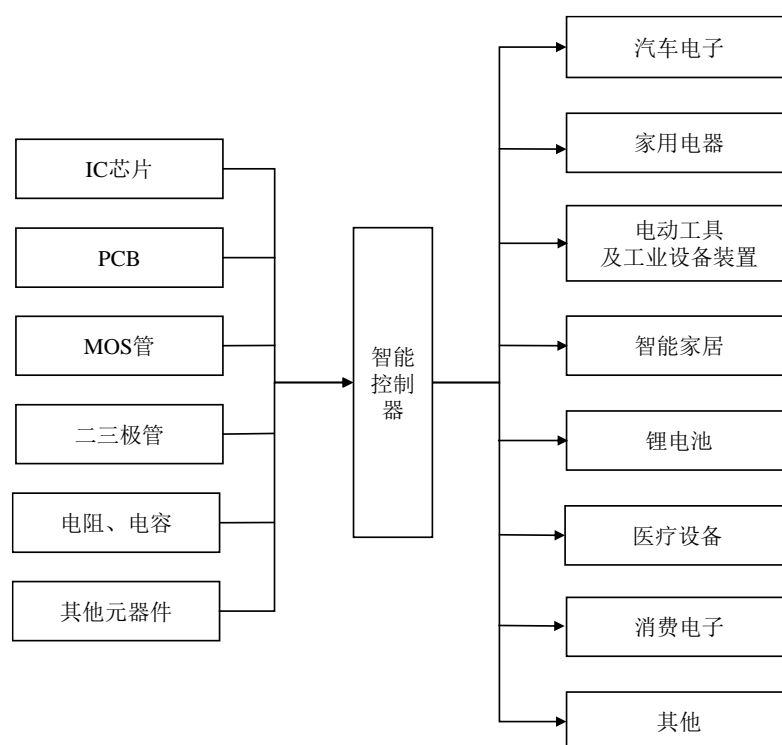 IC芯片
PCB
MOS管
二三极管
电阻、电容
其他元器件
智能
控制
器
汽车电子
家用电器
电动工具
及工业设备装置
智能家居
锂电池
医疗设备
消费电子
其他